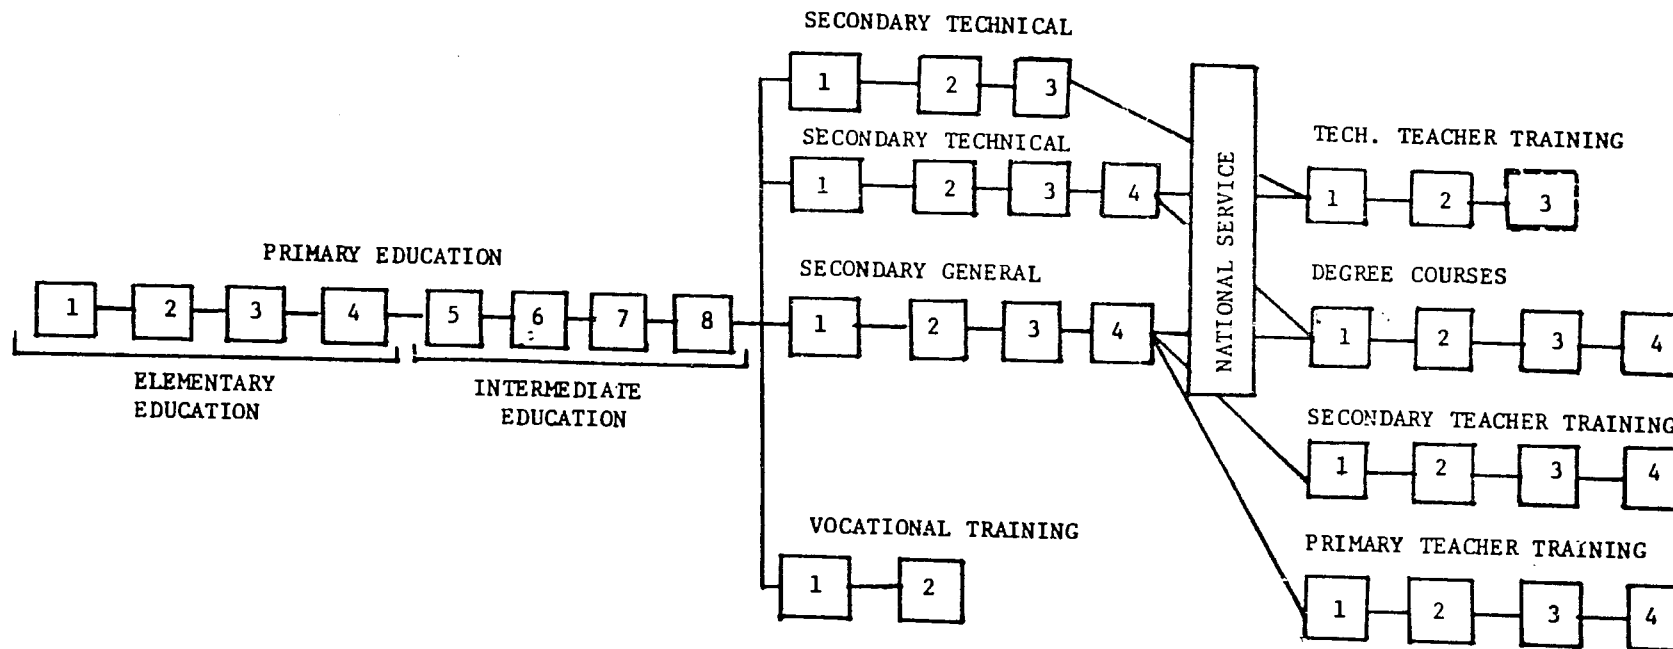 SECONDARY TECHNICAL
1 2 3
SECONDARY TECHNICAL
1 2 3 4
PRIMARY EDUCATION
1 2 3 4 5 6 7 8
ELEMENTARY
EDUCATION
INTERMEDIATE
EDUCATION
SECONDARY GENERAL
1 2 3 4
VOCATIONAL TRAINING
1 2
NATIONAL SERVICE
TECH. TEACHER TRAINING
1 2 3
DEGREE COURSES
1 2 3 4
SECONDARY TEACHER TRAINING
1 2 3 4
PRIMARY TEACHER TRAINING
1 2 3 4